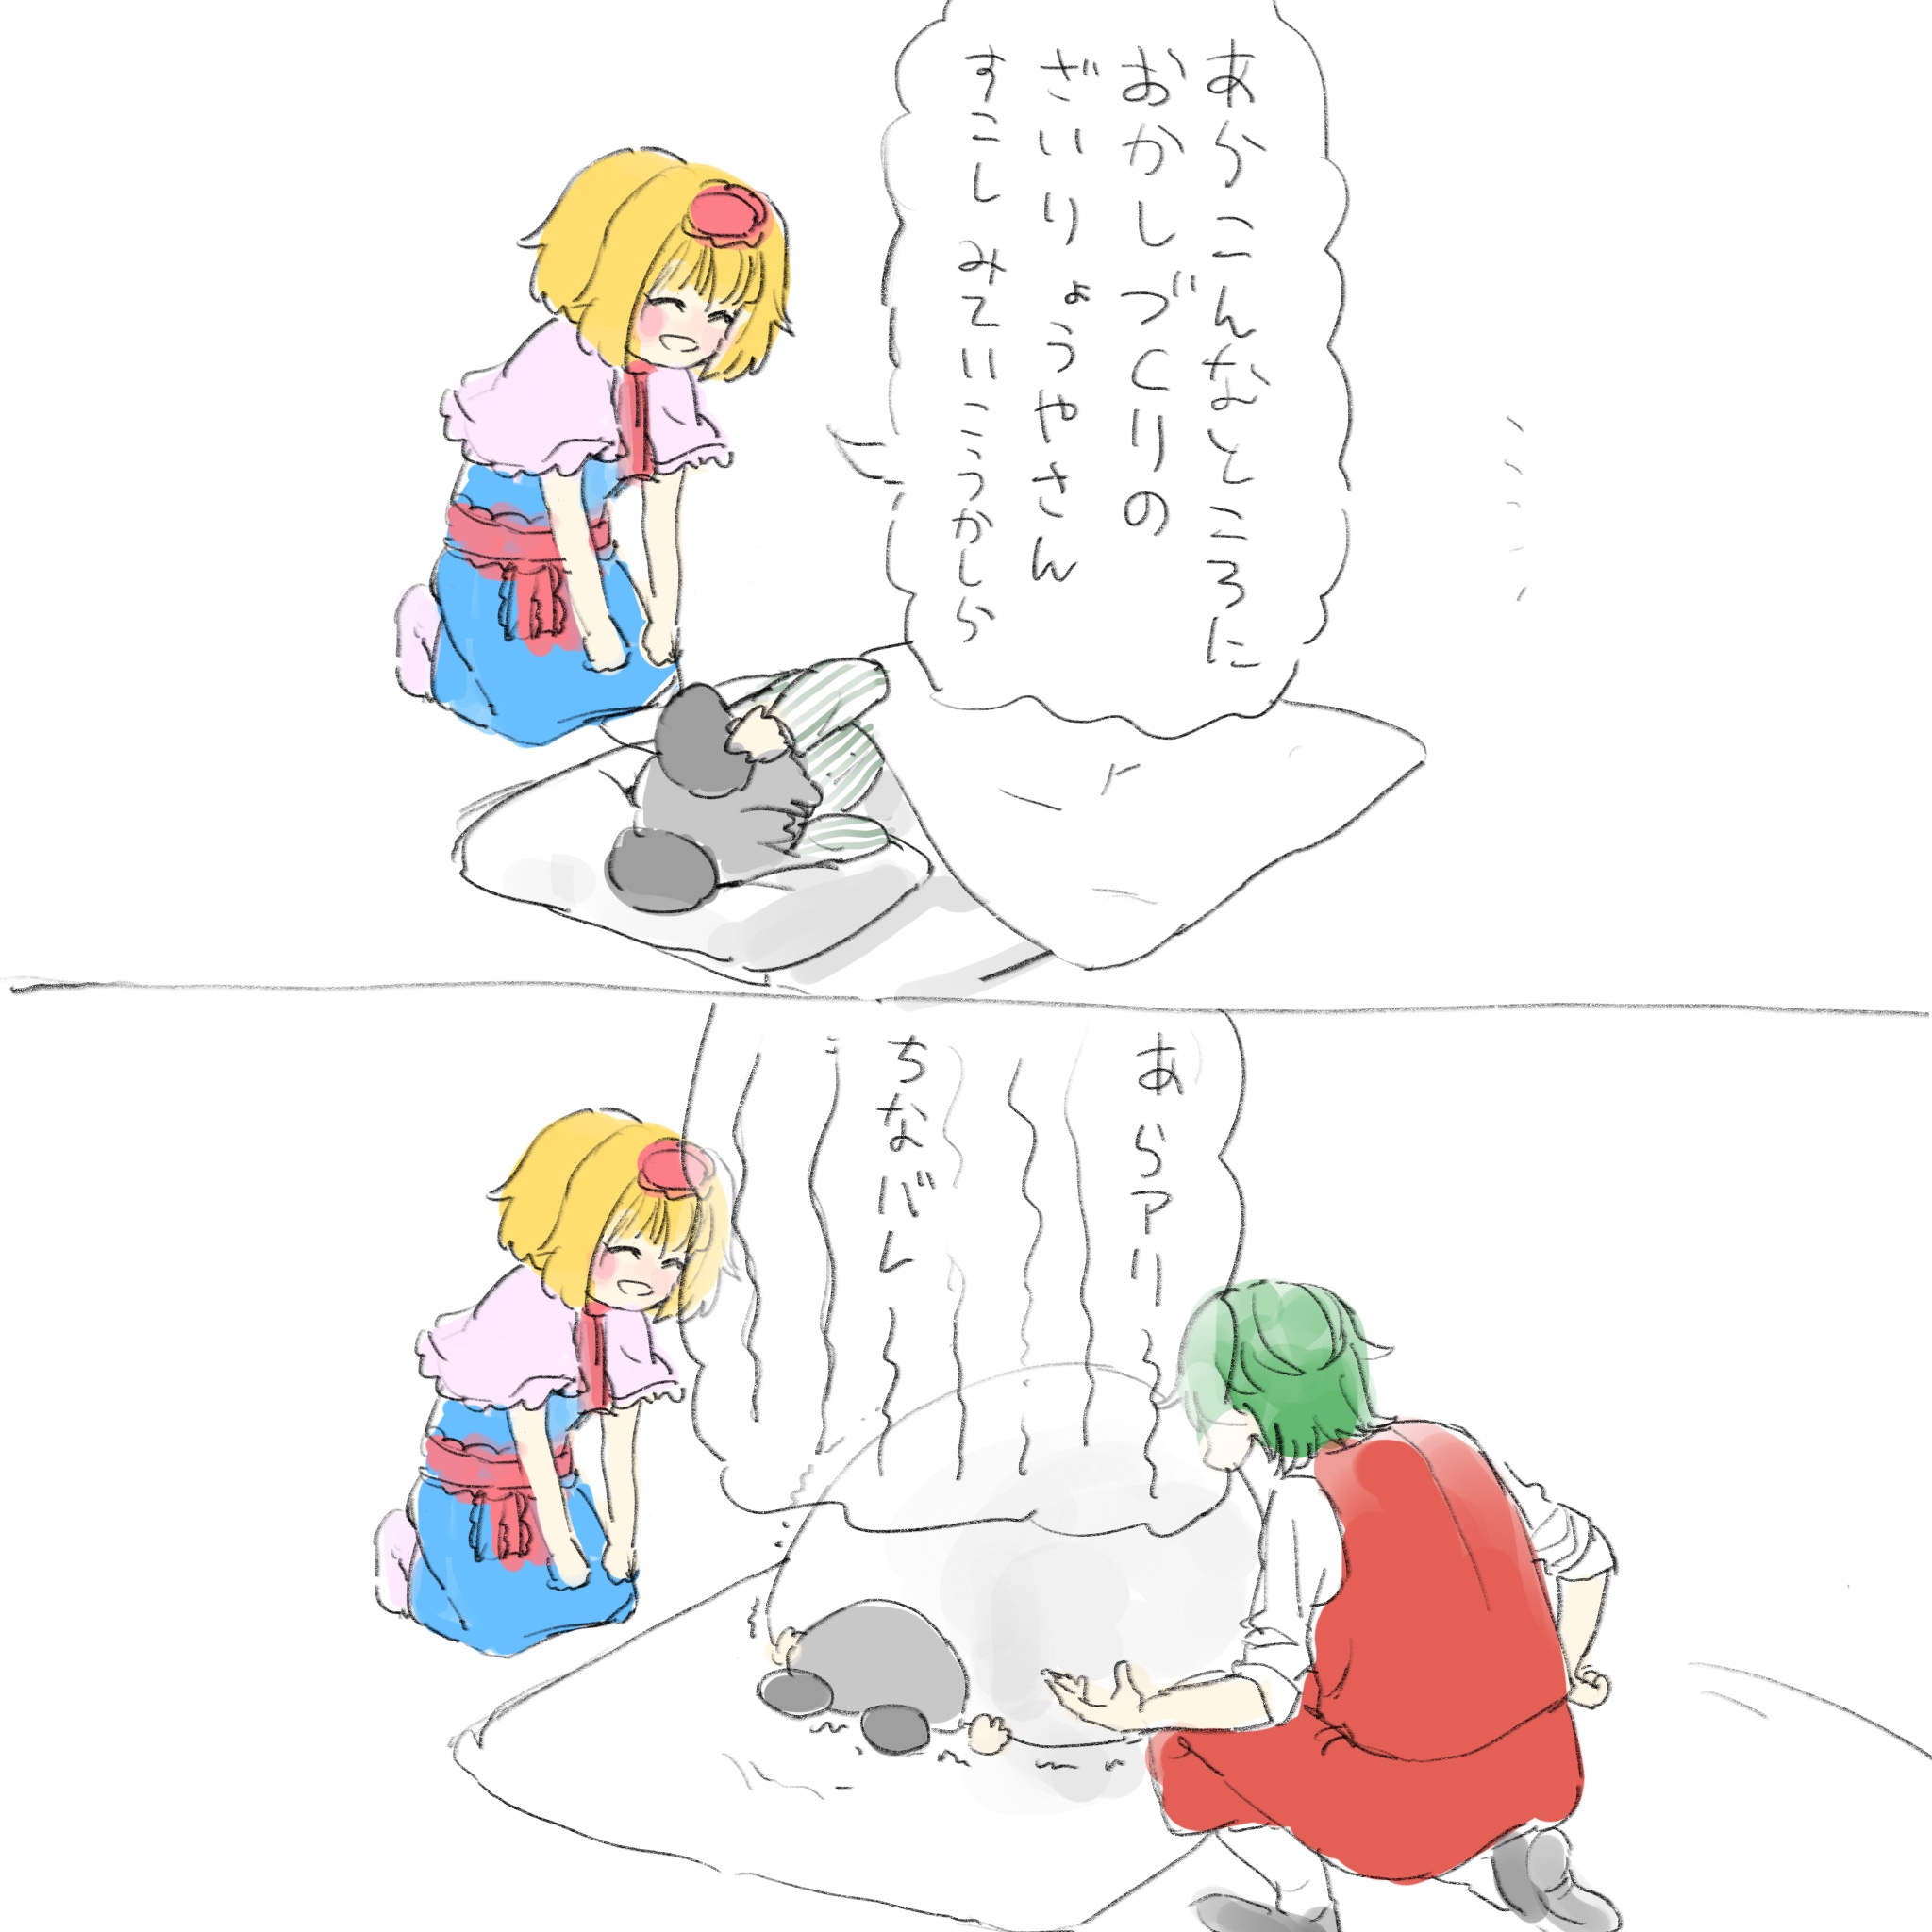 あらこんなところに
おかしづくりの
ざいりょうやさん
すこしみていこうかしら
あらアリ
ちなバレ